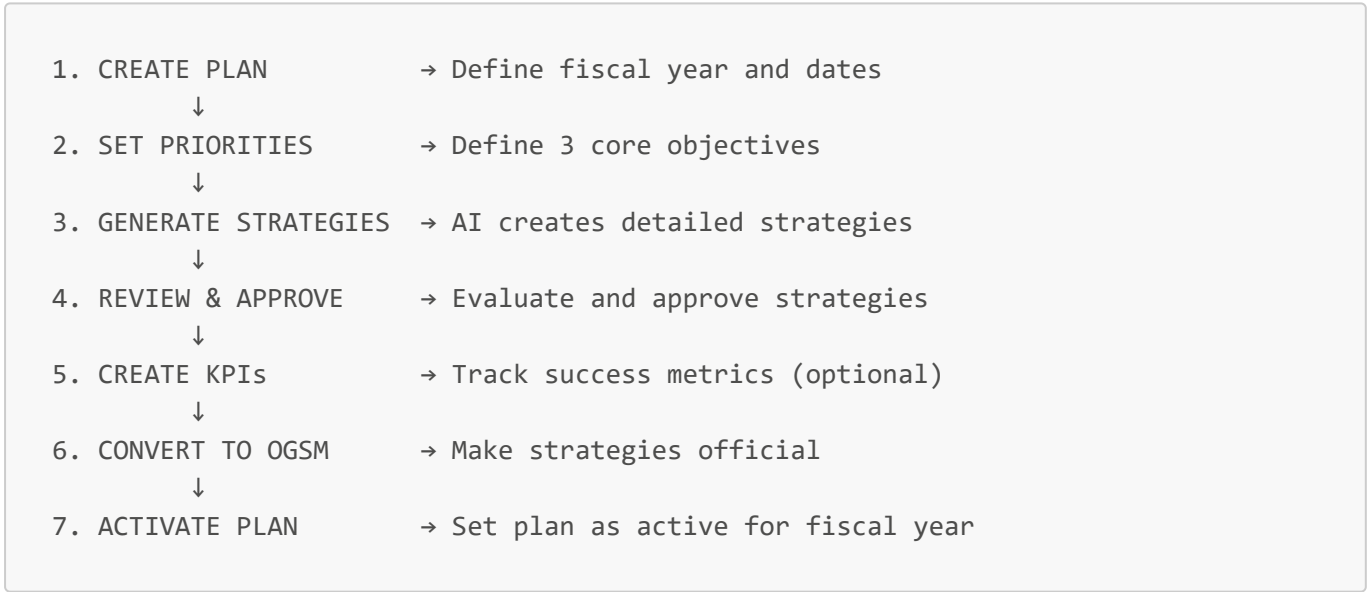 1. CREATE PLAN → Define fiscal year and dates
↓
2. SET PRIORITIES → Define 3 core objectives
↓
3. GENERATE STRATEGIES → AI creates detailed strategies
↓
4. REVIEW & APPROVE → Evaluate and approve strategies
↓
5. CREATE KPIs → Track success metrics (optional)
↓
6. CONVERT TO OGSM → Make strategies official
↓
7. ACTIVATE PLAN → Set plan as active for fiscal year